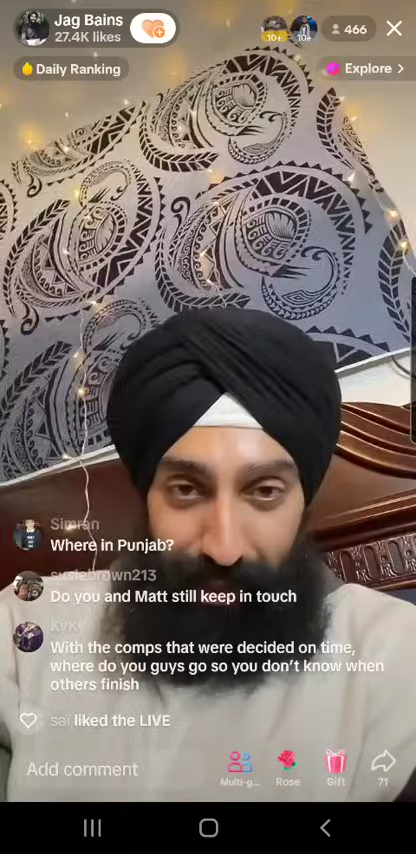 Jag Bains
27.4K likes
10+
10+
466
Daily Ranking
Explore >
Simran
Where in Punjab?
susiebrown213
Do you and Matt still keep in touch
With the comps that were decided on time,
where do you guys go so you don't know when
others finish
sai liked the LIVE
Add comment
Multi-g...
Rose
Gift
71